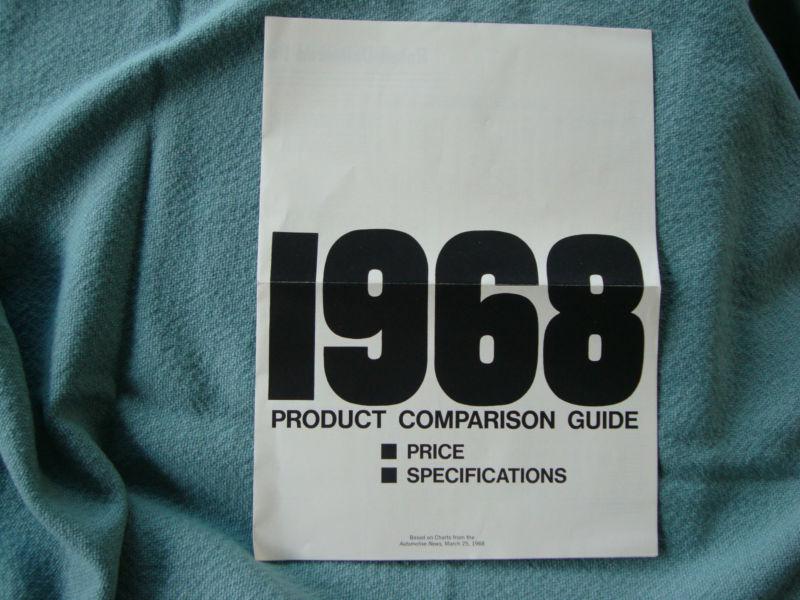 1968
PRODUCT COMPARISON GUIDE
■ PRICE
■ SPECIFICATIONS
Based on Charts from the
Automotive News, March 25, 1968